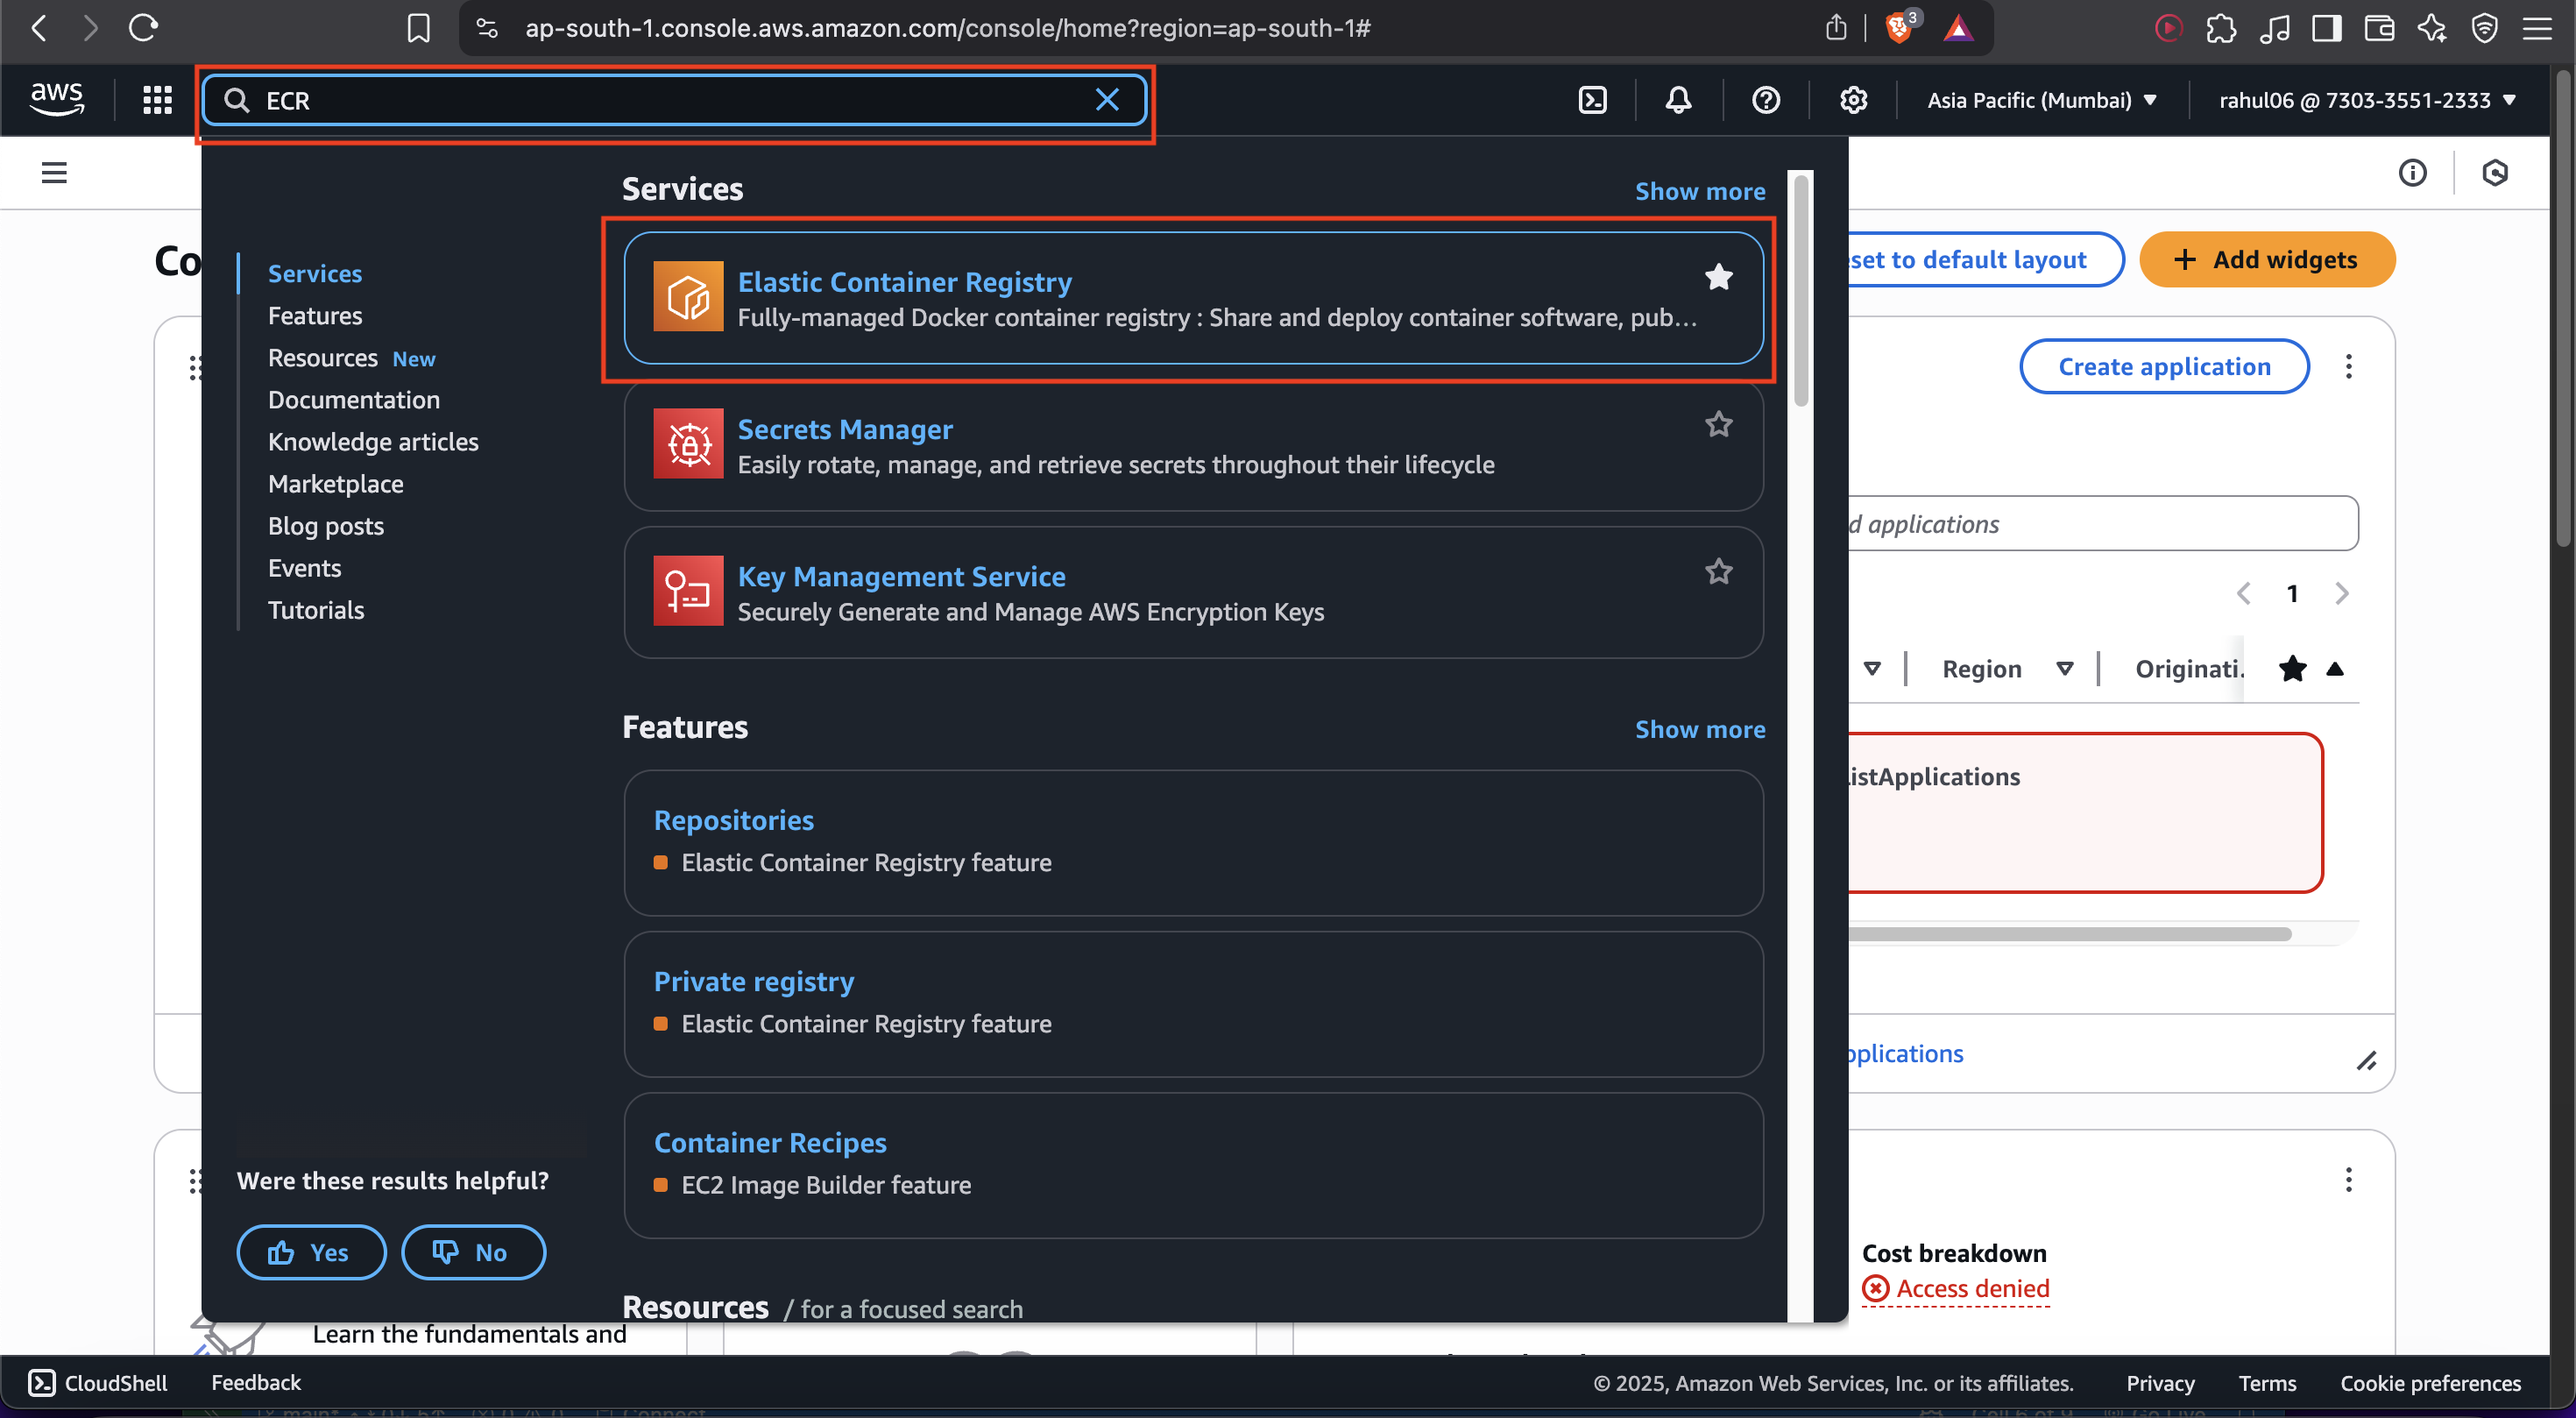 ap-south-1.console.aws.amazon.com/console/home?region=ap-south-1#
3
aws
ECR
Asia Pacific (Mumbai)
rahul06 @ 7303-3551-2333
Co
Services
Features
Resources New
Documentation
Knowledge articles
Marketplace
Blog posts
Events
Tutorials
Were these results helpful?
Yes
No
Services
Show more
Elastic Container Registry
Fully-managed Docker container registry : Share and deploy container software, pub…
Secrets Manager
Easily rotate, manage, and retrieve secrets throughout their lifecycle
Key Management Service
Securely Generate and Manage AWS Encryption Keys
Features
Show more
Repositories
Elastic Container Registry feature
Private registry
Elastic Container Registry feature
Container Recipes
EC2 Image Builder feature
Resources / for a focused search
set to default layout
+ Add widgets
Create application
d applications
1
Region
Originati.
istApplications
pplications
Cost breakdown
Access denied
Learn the fundamentals and
CloudShell
Feedback
© 2025, Amazon Web Services, Inc. or its affiliates.
Privacy
Terms
Cookie preferences